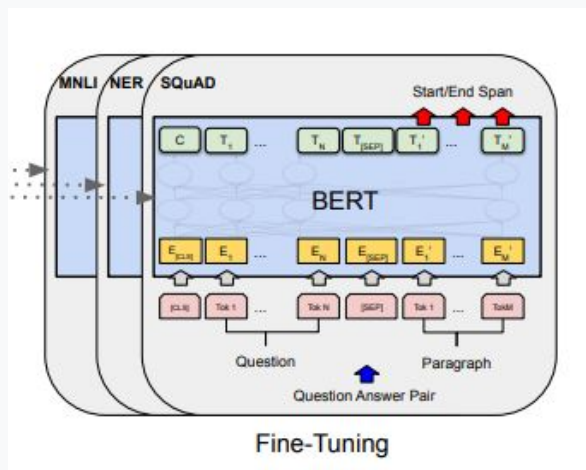 MNLI NER SQuAD
Start/End Span
C T1 ... TN T[SEP] T1' ... TM'
BERT
E[CLS] E1 ... EN E[SEP] E1' ... EM'
[CLS] Tok 1 ... Tok N [SEP] Tok 1 ... TokM
Question Paragraph
Question Answer Pair
Fine-Tuning